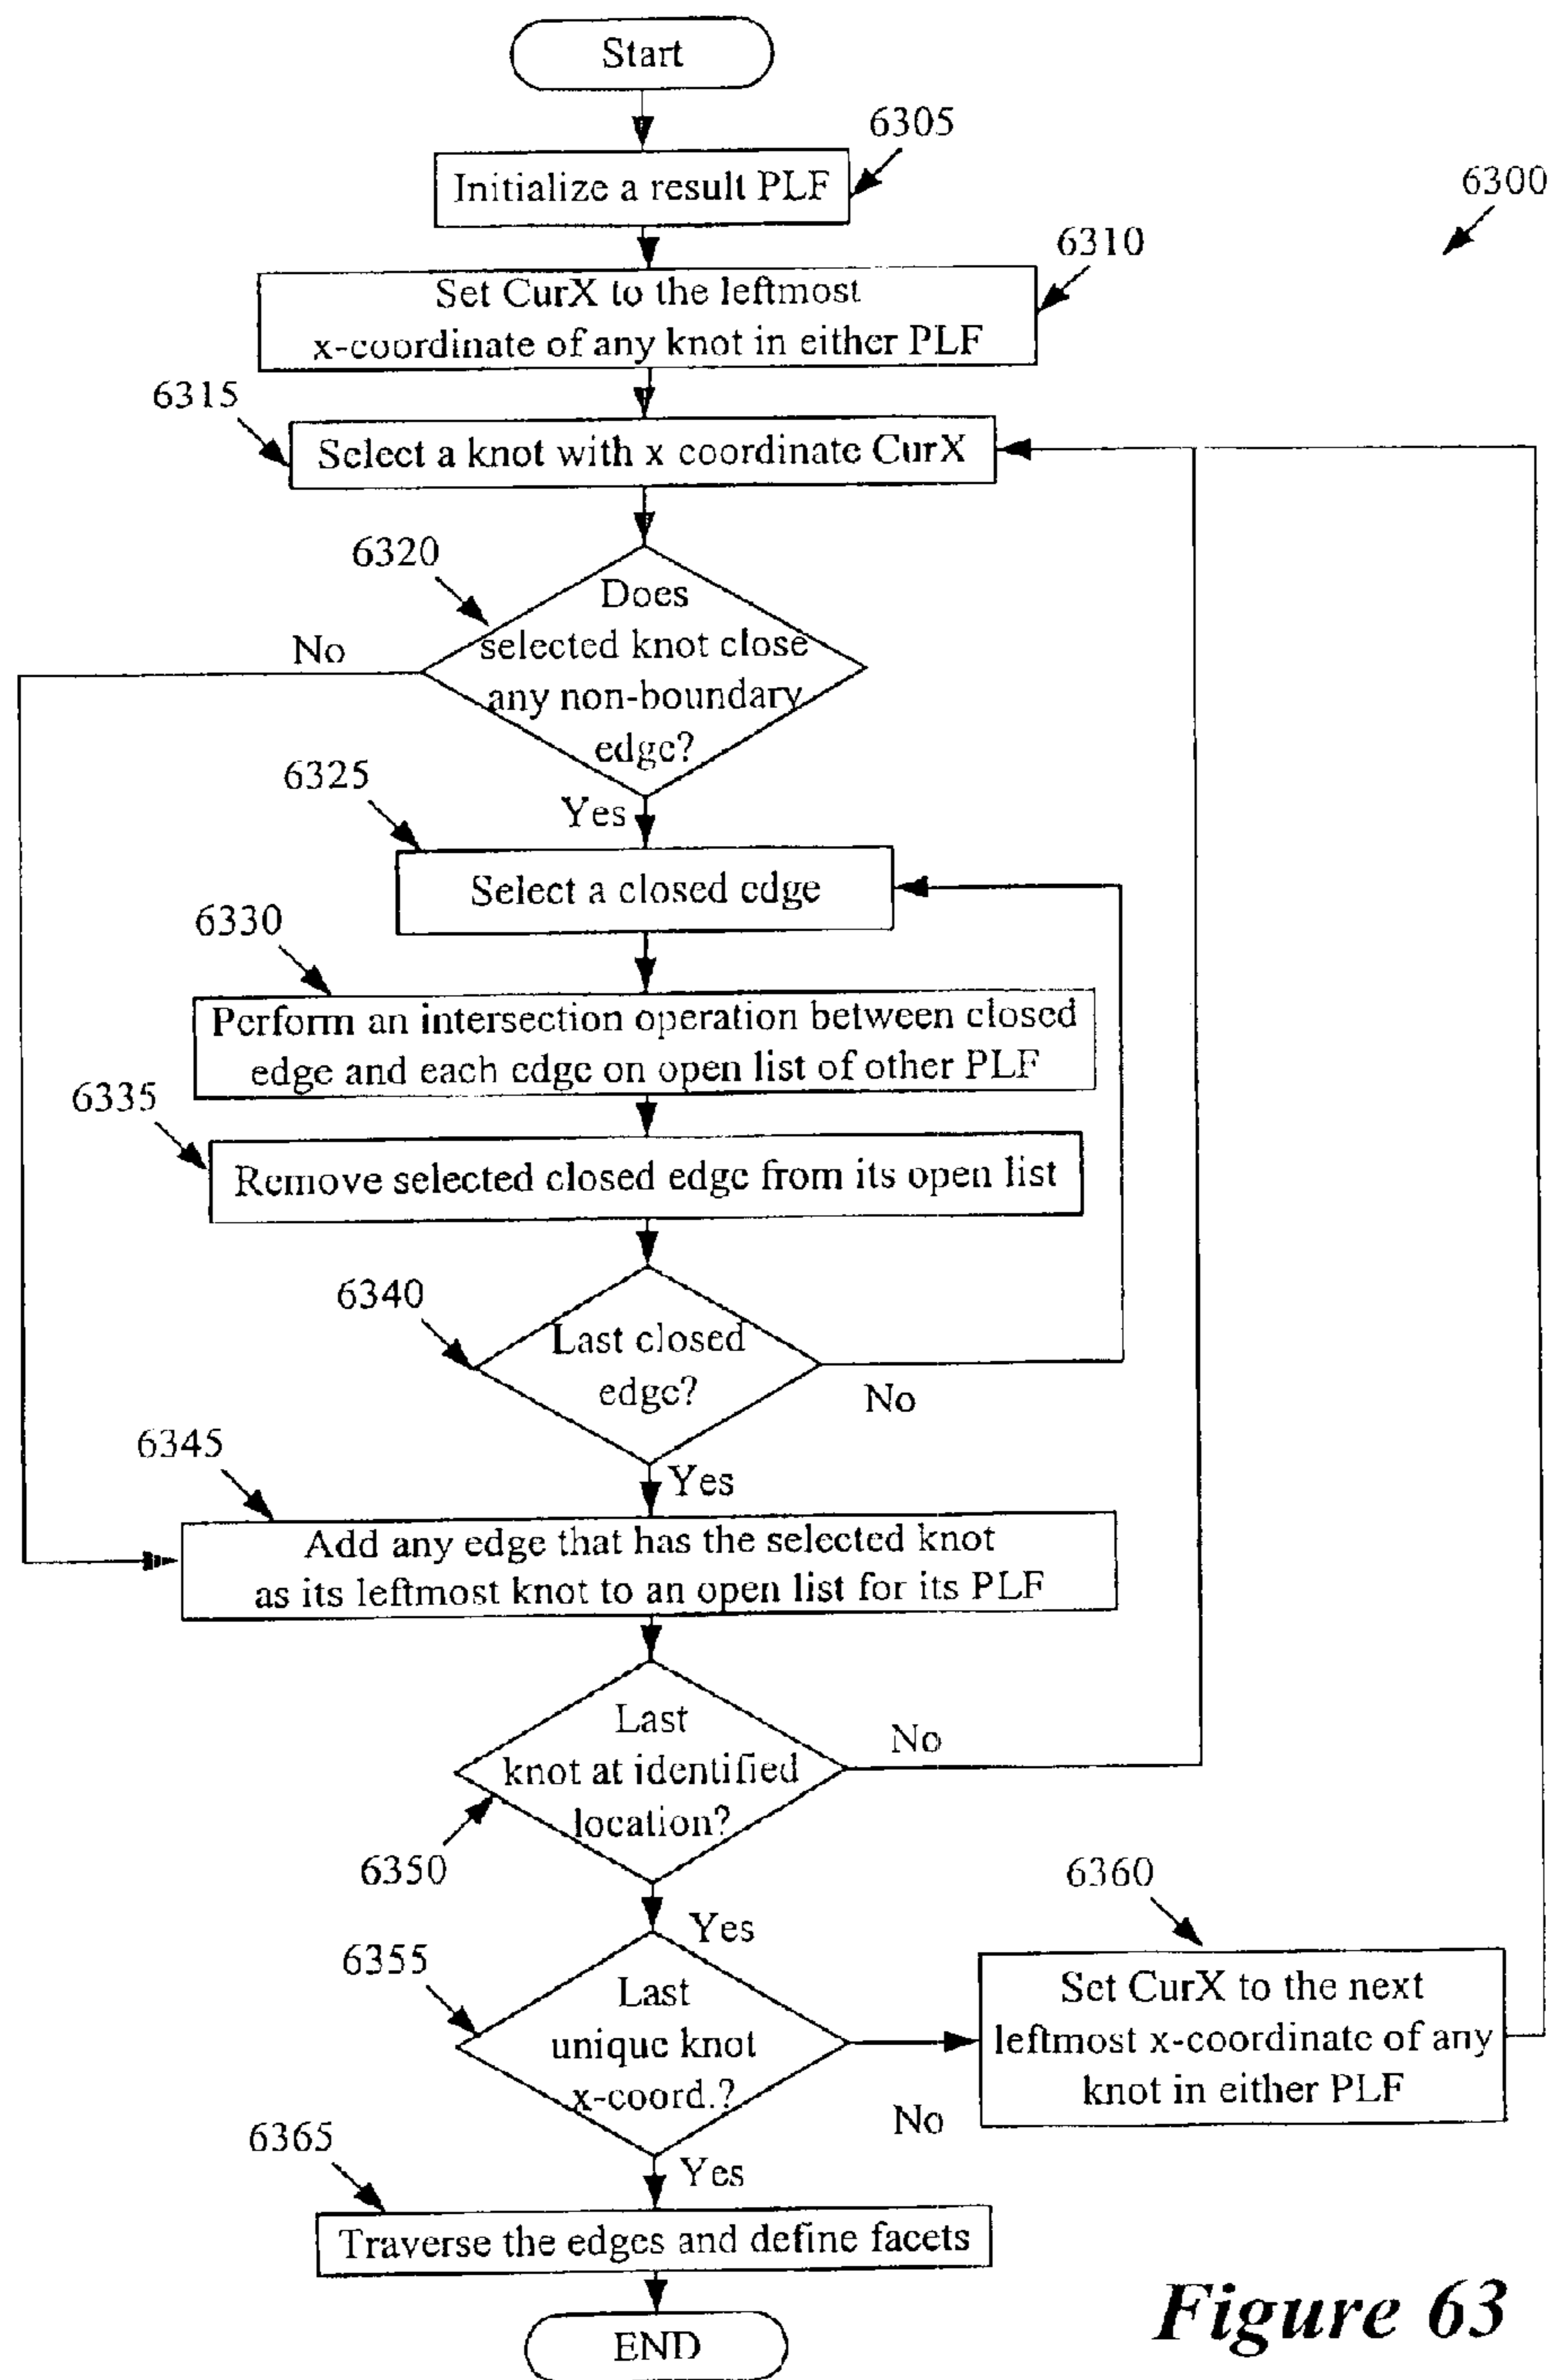 Start
6305
Initialize a result PLF
6300
6310
Set CurX to the leftmost
x-coordinate of any knot in either PLF
6315
Select a knot with x coordinate CurX
6320
Does
selected knot close
any non-boundary
edge?
No
6325
Yes
Select a closed edge
6330
Perform an intersection operation between closed
edge and each edge on open list of other PLF
6335
Remove selected closed edge from its open list
6340
Last closed
edge?
No
6345
Yes
Add any edge that has the selected knot
as its leftmost knot to an open list for its PLF
Last
knot at identified
location?
No
6350
6360
Yes
6355
Last
unique knot
x-coord.?
Set CurX to the next
leftmost x-coordinate of any
knot in either PLF
No
6365
Yes
Traverse the edges and define facets
END
Figure 63